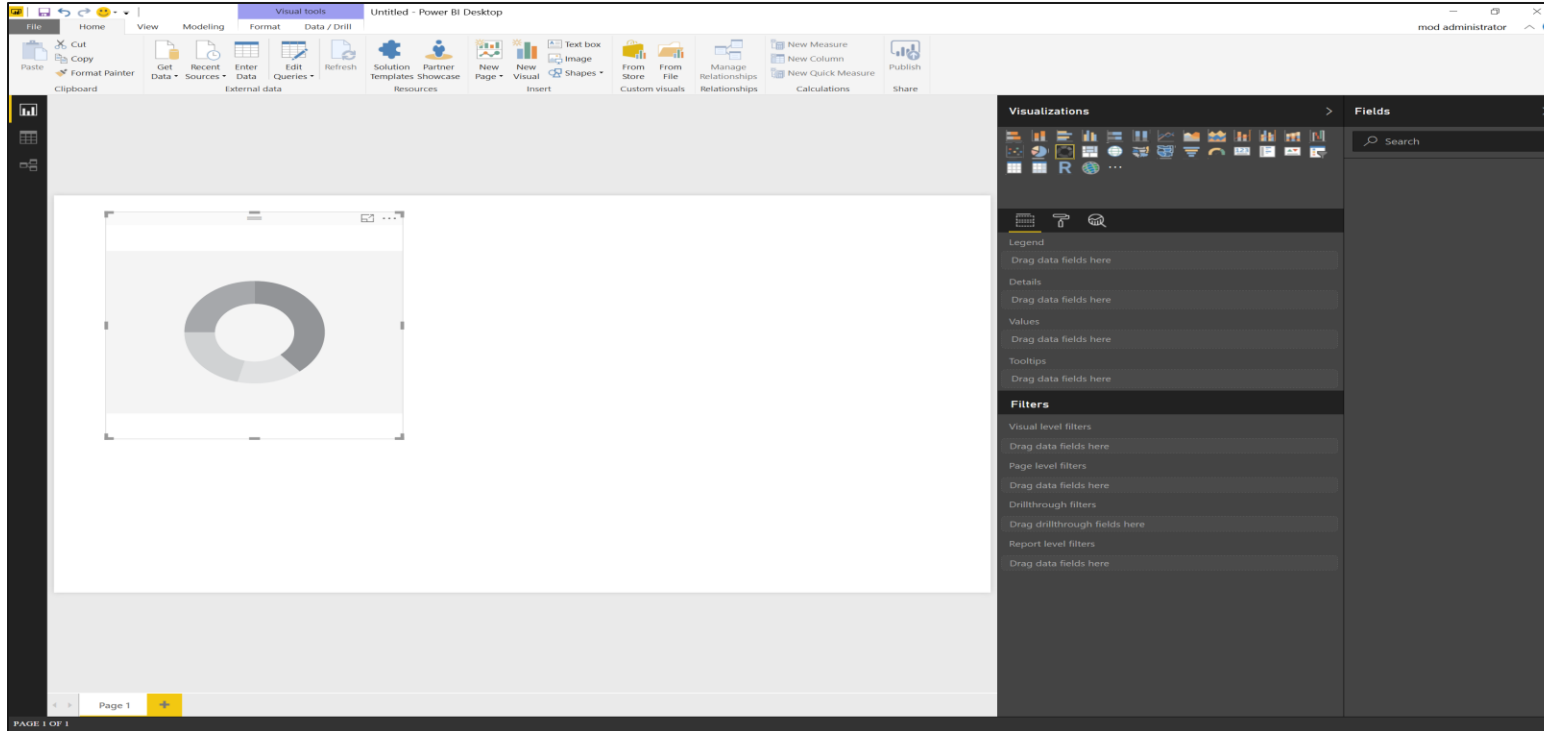 Visual tools
Untitled - Power BI Desktop
File Home View Modeling Format Data / Drill mod administrator
Paste
Cut
Copy
Format Painter
Clipboard
Get Data
Recent Sources
Enter Data
Edit Queries
Refresh
External data
Solution Templates
Partner Showcase
Resources
New Page
New Visual
Text box
Image
Shapes
Insert
From Store
From File
Custom visuals
Manage Relationships
Relationships
New Measure
New Column
New Quick Measure
Calculations
Publish
Share
Visualizations
R
Legend
Drag data fields here
Details
Drag data fields here
Values
Drag data fields here
Tooltips
Drag data fields here
Filters
Visual level filters
Drag data fields here
Page level filters
Drag data fields here
Drillthrough filters
Drag drillthrough fields here
Report level filters
Drag data fields here
Fields
Search
Page 1
PAGE 1 OF 1